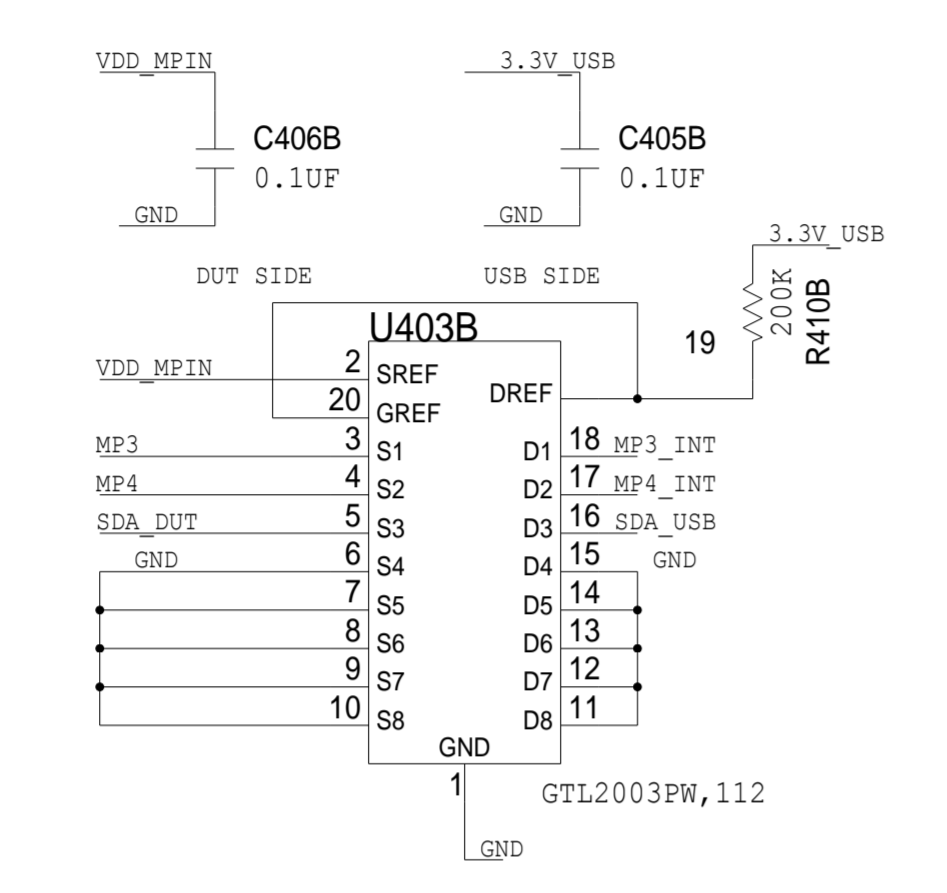 VDD_MPIN
3.3V_USB
C406B
0.1UF
C405B
0.1UF
GND
GND
3.3V_USB
200K
R410B
DUT SIDE
USB SIDE
U403B
19
VDD_MPIN
2
SREF
DREF
20
GREF
MP3
3
S1
D1
18
MP3_INT
MP4
4
S2
D2
17
MP4_INT
SDA_DUT
5
S3
D3
16
SDA_USB
GND
6
S4
D4
15
GND
7
S5
D5
14
8
S6
D6
13
9
S7
D7
12
10
S8
D8
11
GND
1
GTL2003PW,112
GND